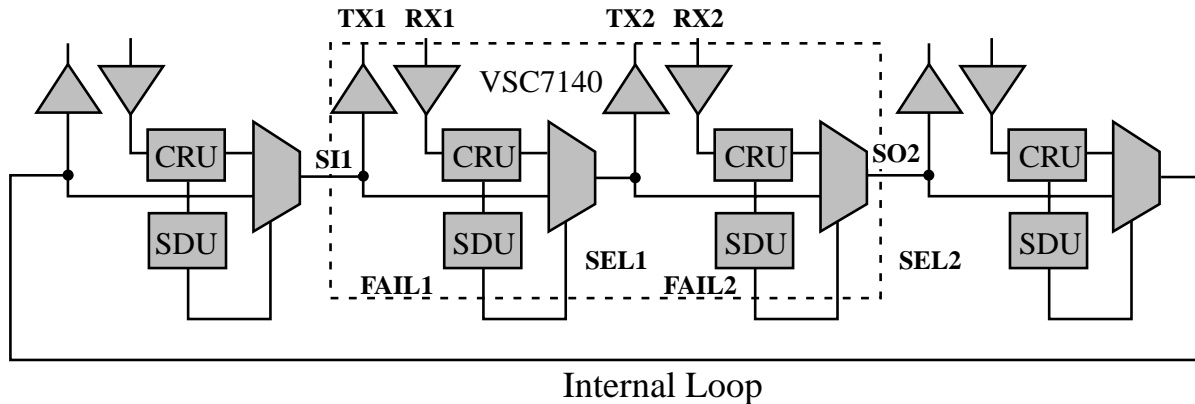 TX1 RX1 TX2 RX2
VSC7140
CRU SI1 CRU CRU SO2 CRU
SDU SDU SDU SDU
SEL1 SEL2
FAIL1 FAIL2
Internal Loop